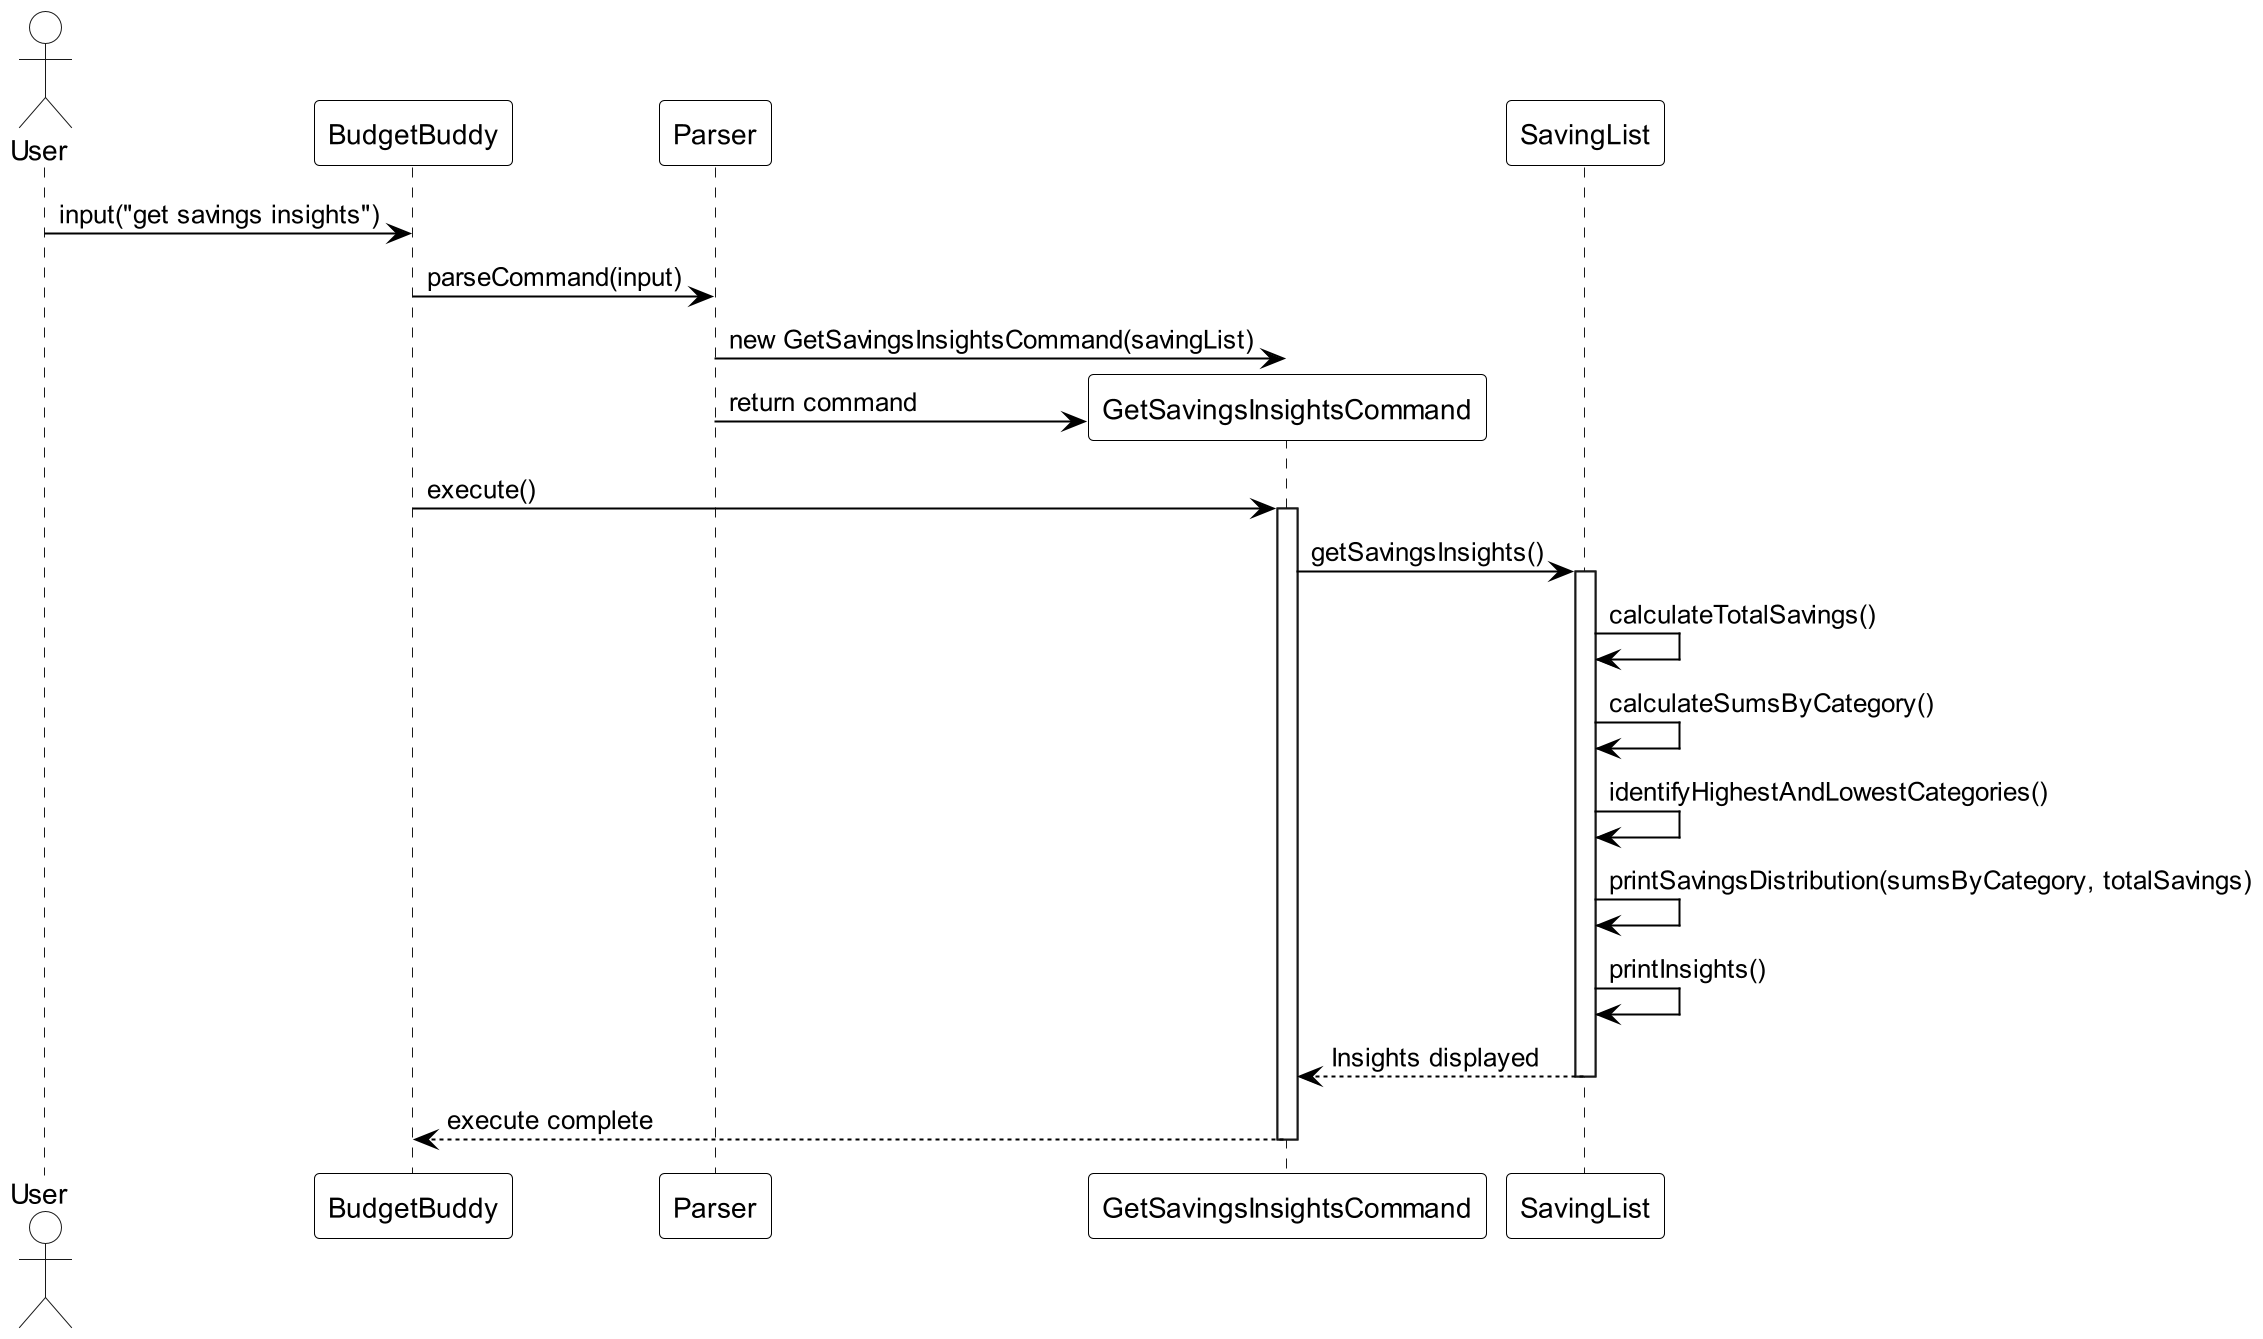 User
BudgetBuddy
Parser
SavingList
input("get savings insights")
parseCommand(input)
new GetSavingsInsightsCommand(savingList)
return command
GetSavingsInsightsCommand
execute()
getSavingsInsights()
calculateTotalSavings()
calculateSumsByCategory()
identifyHighestAndLowestCategories()
printSavingsDistribution(sumsByCategory, totalSavings)
printInsights()
Insights displayed
execute complete
User
BudgetBuddy
Parser
GetSavingsInsightsCommand
SavingList